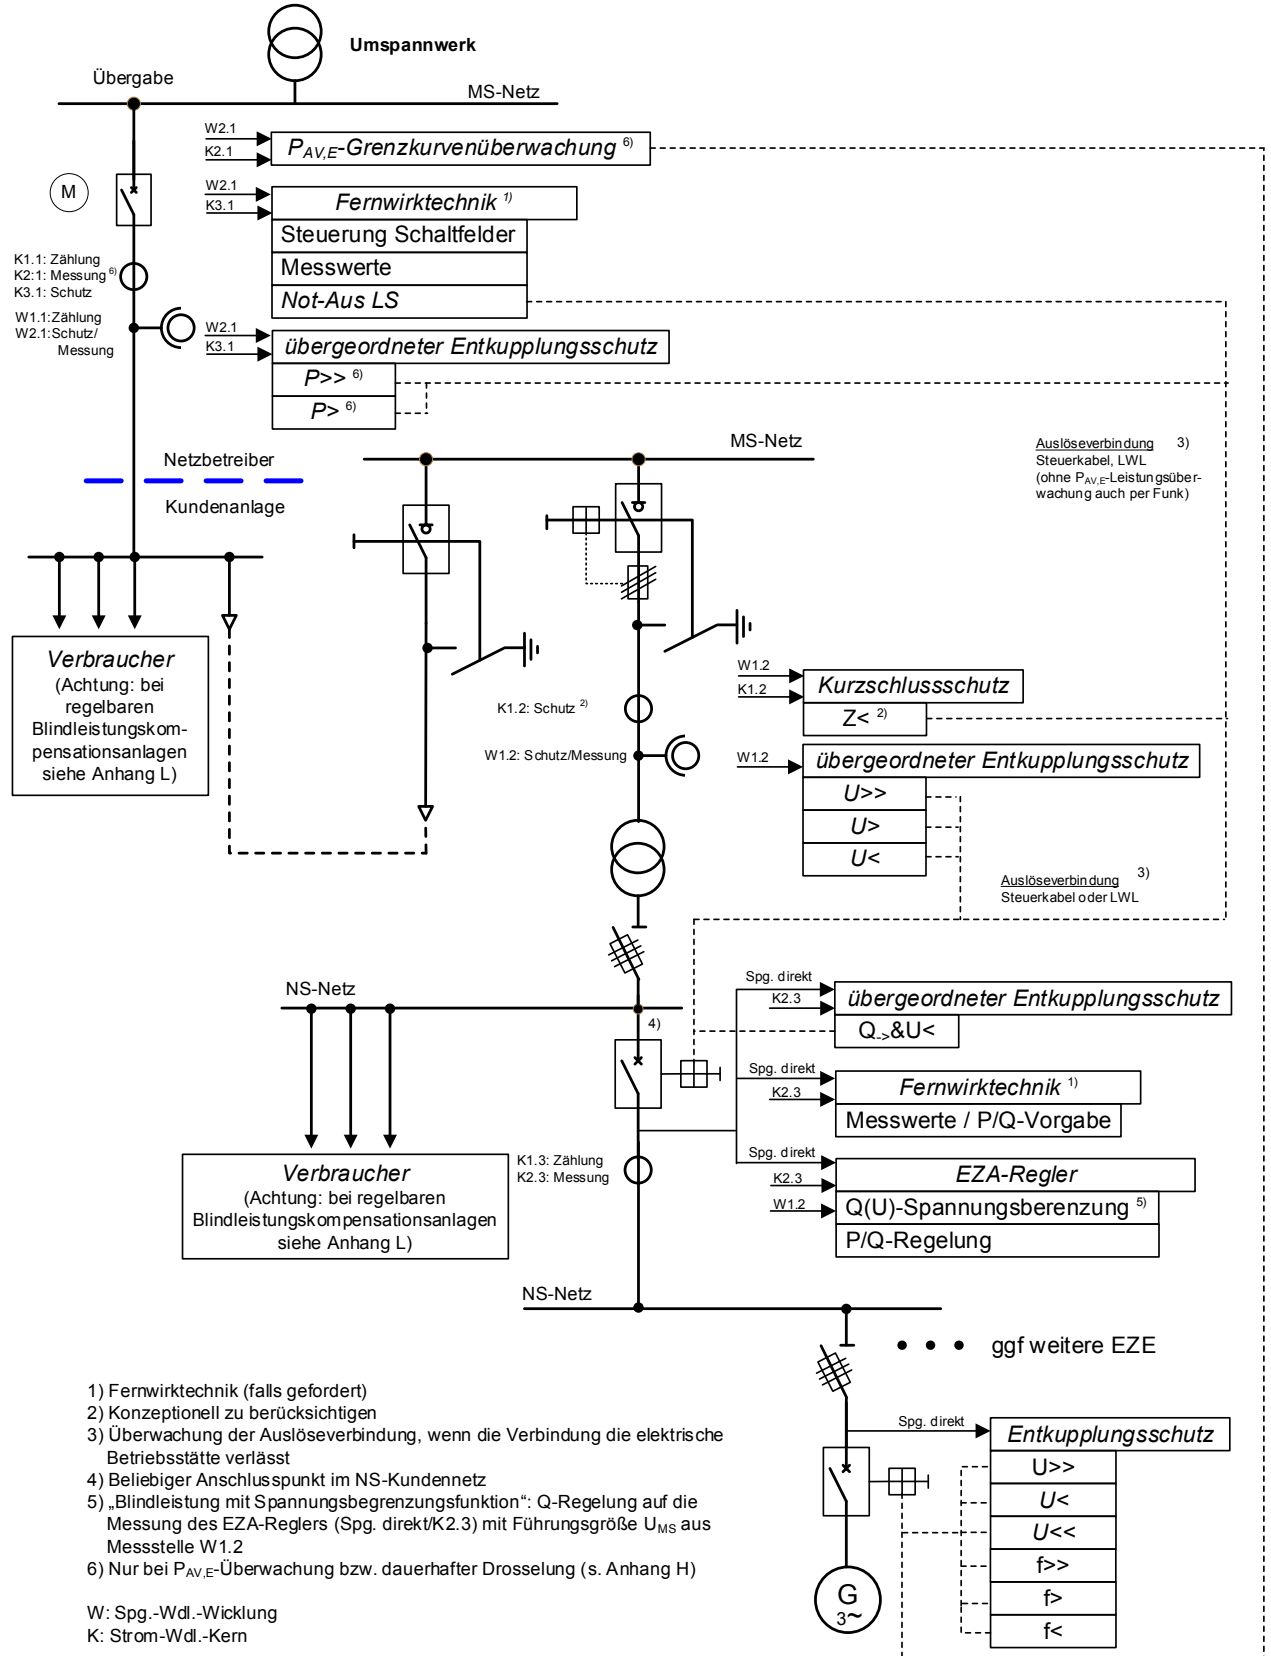 Umspannwerk
Übergabe
MS-Netz
W2.1
K2.1
P_AV,E-Grenzkurvenüberwachung 6)
M
W2.1
K3.1
Fernwirktechnik 1)
Steuerung Schaltfelder
Messwerte
Not-Aus LS
K1.1: Zählung
K2:1: Messung 6)
K3.1: Schutz
W1.1:Zählung
W2.1:Schutz/
Messung
W2.1
K3.1
übergeordneter Entkupplungsschutz
P>> 6)
P> 6)
MS-Netz
Auslöseverbindung 3)
Steuerkabel, LWL
(ohne P_AV,E-Leistungsüber-
wachung auch per Funk)
Netzbetreiber
Kundenanlage
Verbraucher
(Achtung: bei
regelbaren
Blindleistungskom-
pensationsanlagen
siehe Anhang L)
K1.2: Schutz 2)
W1.2: Schutz/Messung
W1.2
K1.2
Kurzschlussschutz
Z< 2)
W1.2
übergeordneter Entkupplungsschutz
U>>
U>
U<
Auslöseverbindung 3)
Steuerkabel oder LWL
NS-Netz
4)
Spg. direkt
K2.3
übergeordneter Entkupplungsschutz
Q->&U<
Spg. direkt
K2.3
Fernwirktechnik 1)
Messwerte / P/Q-Vorgabe
Verbraucher
(Achtung: bei regelbaren
Blindleistungskompensationsanlagen
siehe Anhang L)
K1.3: Zählung
K2.3: Messung
Spg. direkt
K2.3
W1.2
EZA-Regler
Q(U)-Spannungsberenzung 5)
P/Q-Regelung
NS-Netz
ggf weitere EZE
Spg. direkt
Entkupplungsschutz
U>>
U<
U<<
f>>
f>
f<
G
3~
1) Fernwirktechnik (falls gefordert)
2) Konzeptionell zu berücksichtigen
3) Überwachung der Auslöseverbindung, wenn die Verbindung die elektrische
Betriebsstätte verlässt
4) Beliebiger Anschlusspunkt im NS-Kundennetz
5) „Blindleistung mit Spannungsbegrenzungsfunktion“: Q-Regelung auf die
Messung des EZA-Reglers (Spg. direkt/K2.3) mit Führungsgröße U_MS aus
Messstelle W1.2
6) Nur bei P_AV,E-Überwachung bzw. dauerhafter Drosselung (s. Anhang H)
W: Spg.-Wdl.-Wicklung
K: Strom-Wdl.-Kern